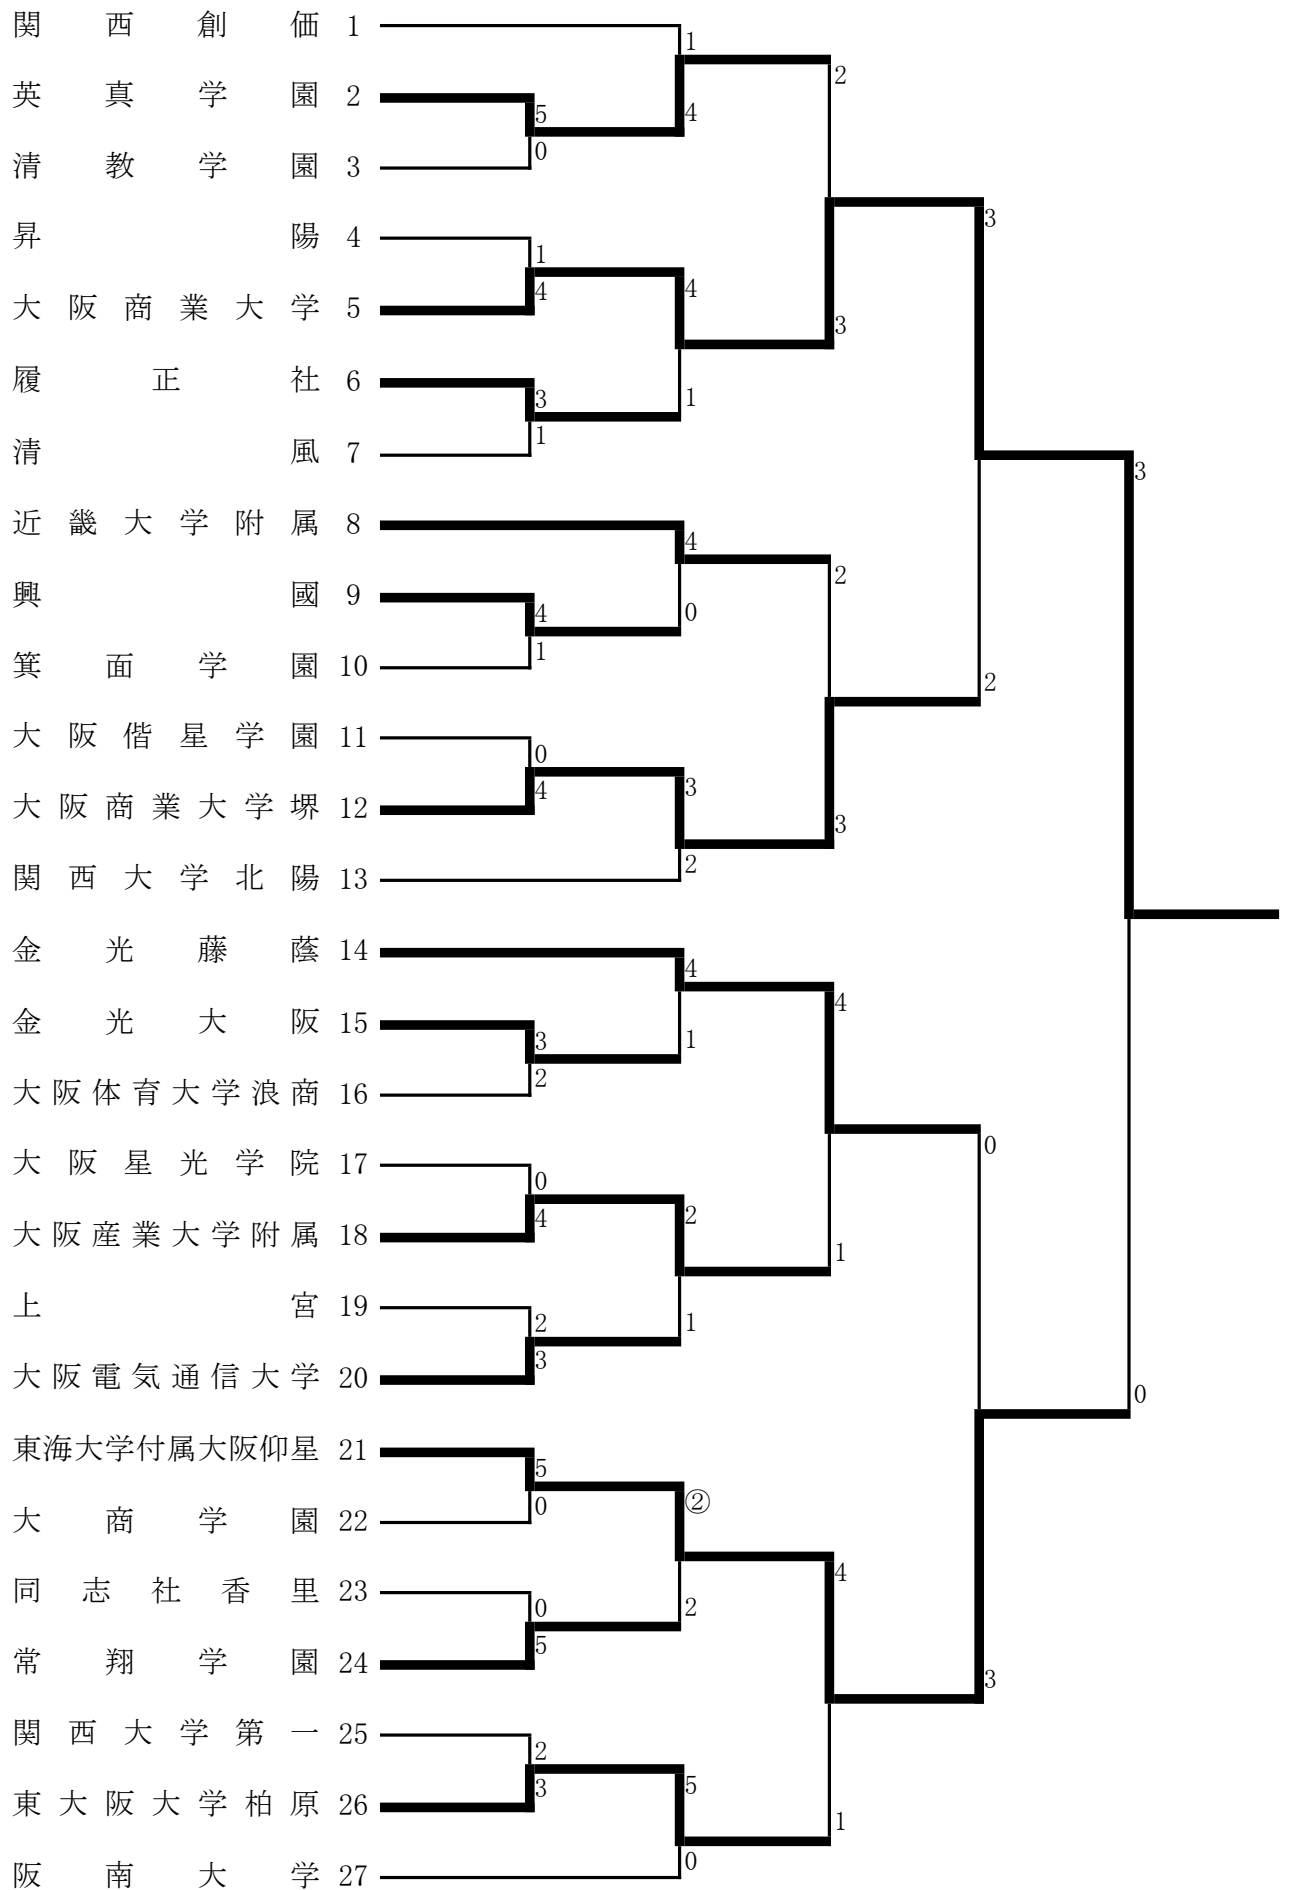 関西創価 1
1
2
英真学園 2
5
4
0
清教学園 3
3
昇陽 4
1
4
4
大阪商業大学 5
3
履正社 6
3
1
1
清風 7
3
近畿大学附属 8
4
2
興國 9
4
0
1
箕面学園 10
2
大阪偕星学園 11
0
3
4
大阪商業大学堺 12
3
2
関西大学北陽 13
金光藤蔭 14
4
4
金光大阪 15
3
1
2
大阪体育大学浪商 16
0
大阪星光学院 17
0
2
4
大阪産業大学附属 18
1
上宮 19
2
1
3
大阪電気通信大学 20
0
東海大学付属大阪仰星 21
5
②
0
大商学園 22
4
同志社香里 23
0
2
5
常翔学園 24
3
関西大学第一 25
2
5
3
東大阪大学柏原 26
1
0
阪南大学 27